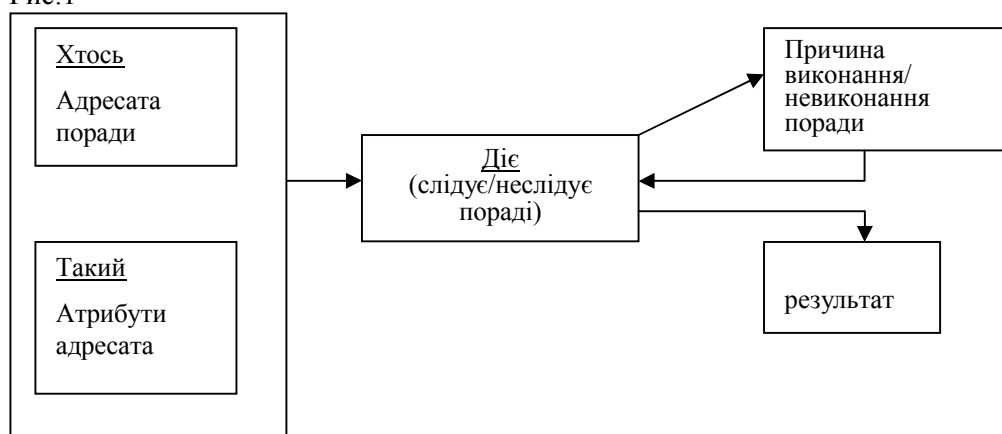 Рис.1
Хтось
Адресата
поради
Такий
Атрибути
адресата
Діє
(слідує/неслідує
пораді)
Причина
виконання/
невиконання
поради
результат